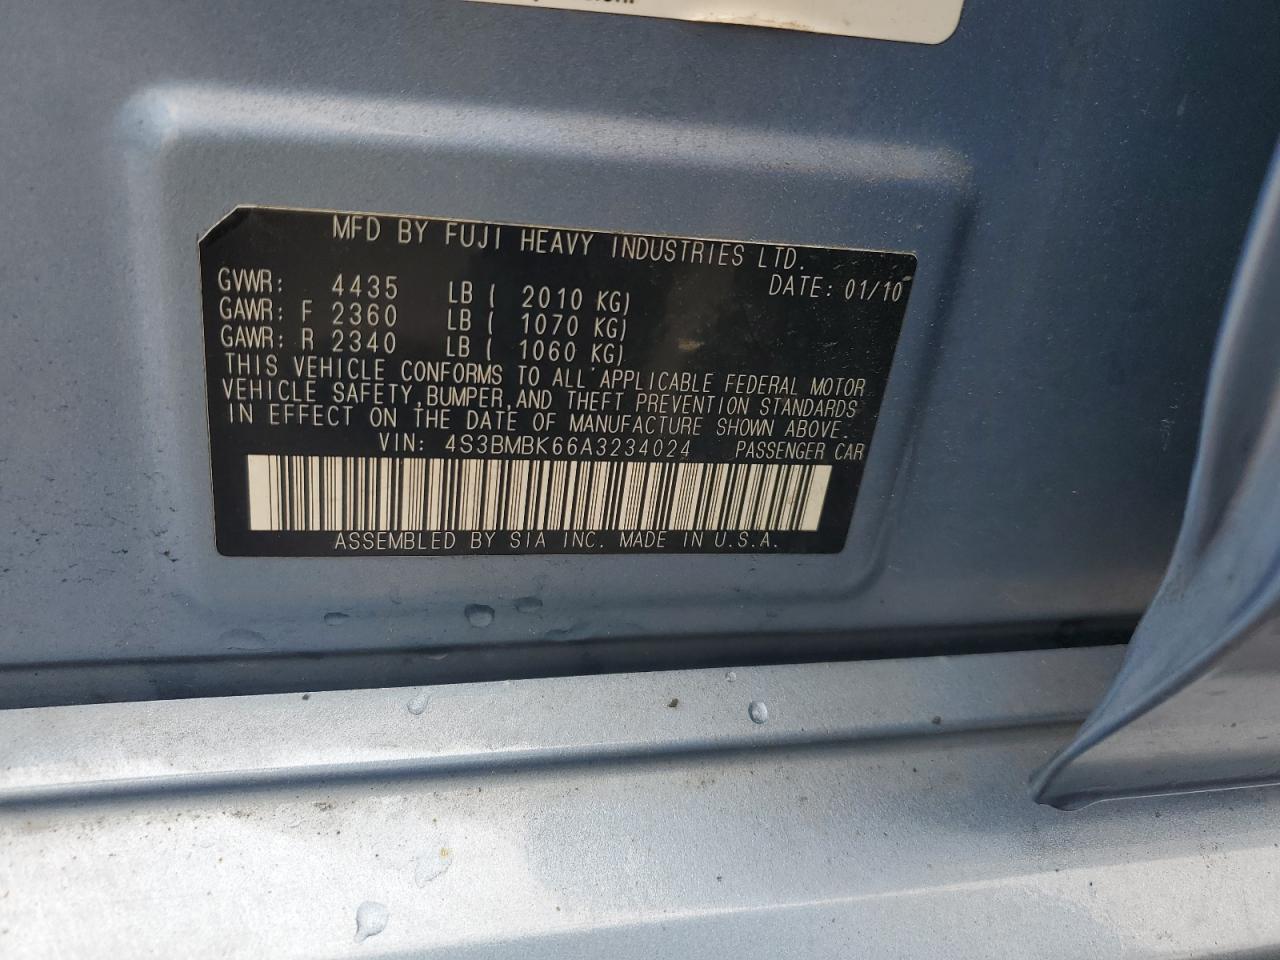 MFD BY FUJI HEAVY INDUSTRIES LTD.
DATE: 01/10
GVWR: 4435 LB ( 2010 KG)
GAWR: F 2360 LB ( 1070 KG)
GAWR: R 2340 LB ( 1060 KG)
THIS VEHICLE CONFORMS TO ALL APPLICABLE FEDERAL MOTOR
VEHICLE SAFETY,BUMPER,AND THEFT PREVENTION STANDARDS
IN EFFECT ON THE DATE OF MANUFACTURE SHOWN ABOVE.
VIN: 4S3BMBK66A3234024 PASSENGER CAR
ASSEMBLED BY SIA INC. MADE IN U.S.A.